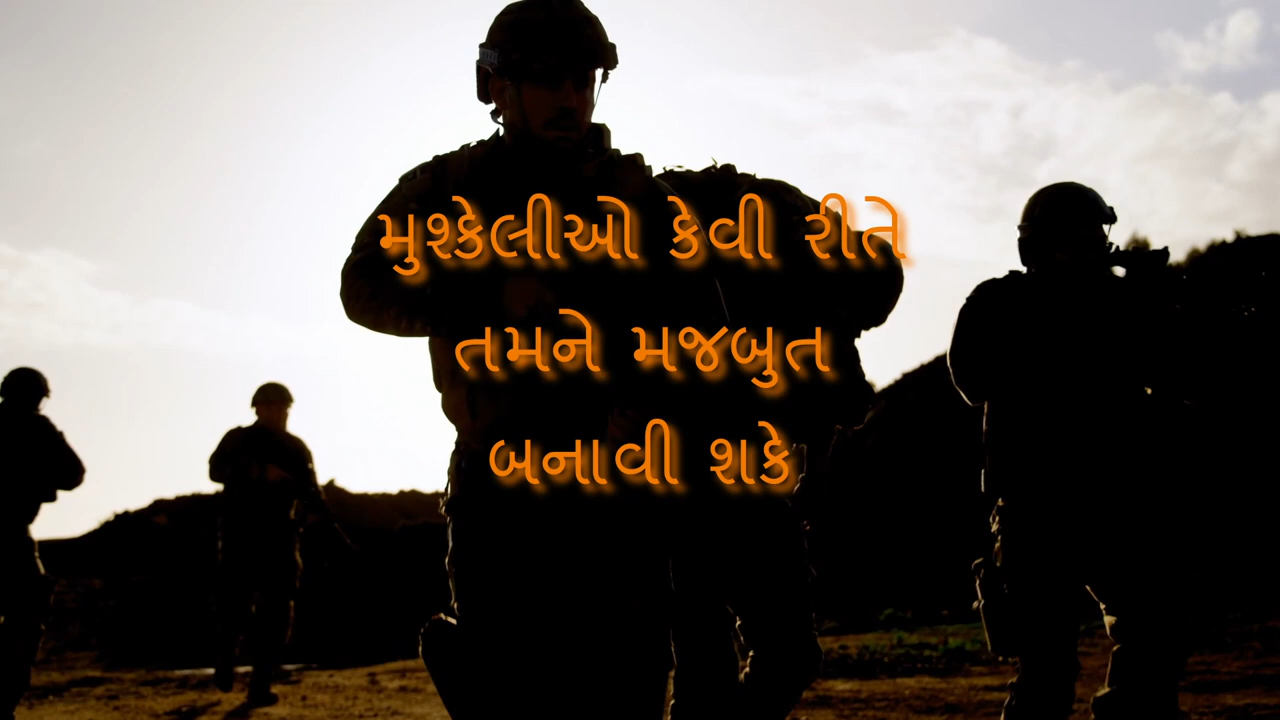 મુશ્કેલીઓ કેવી રીતે
તમને મજબુત
બનાવી શકે